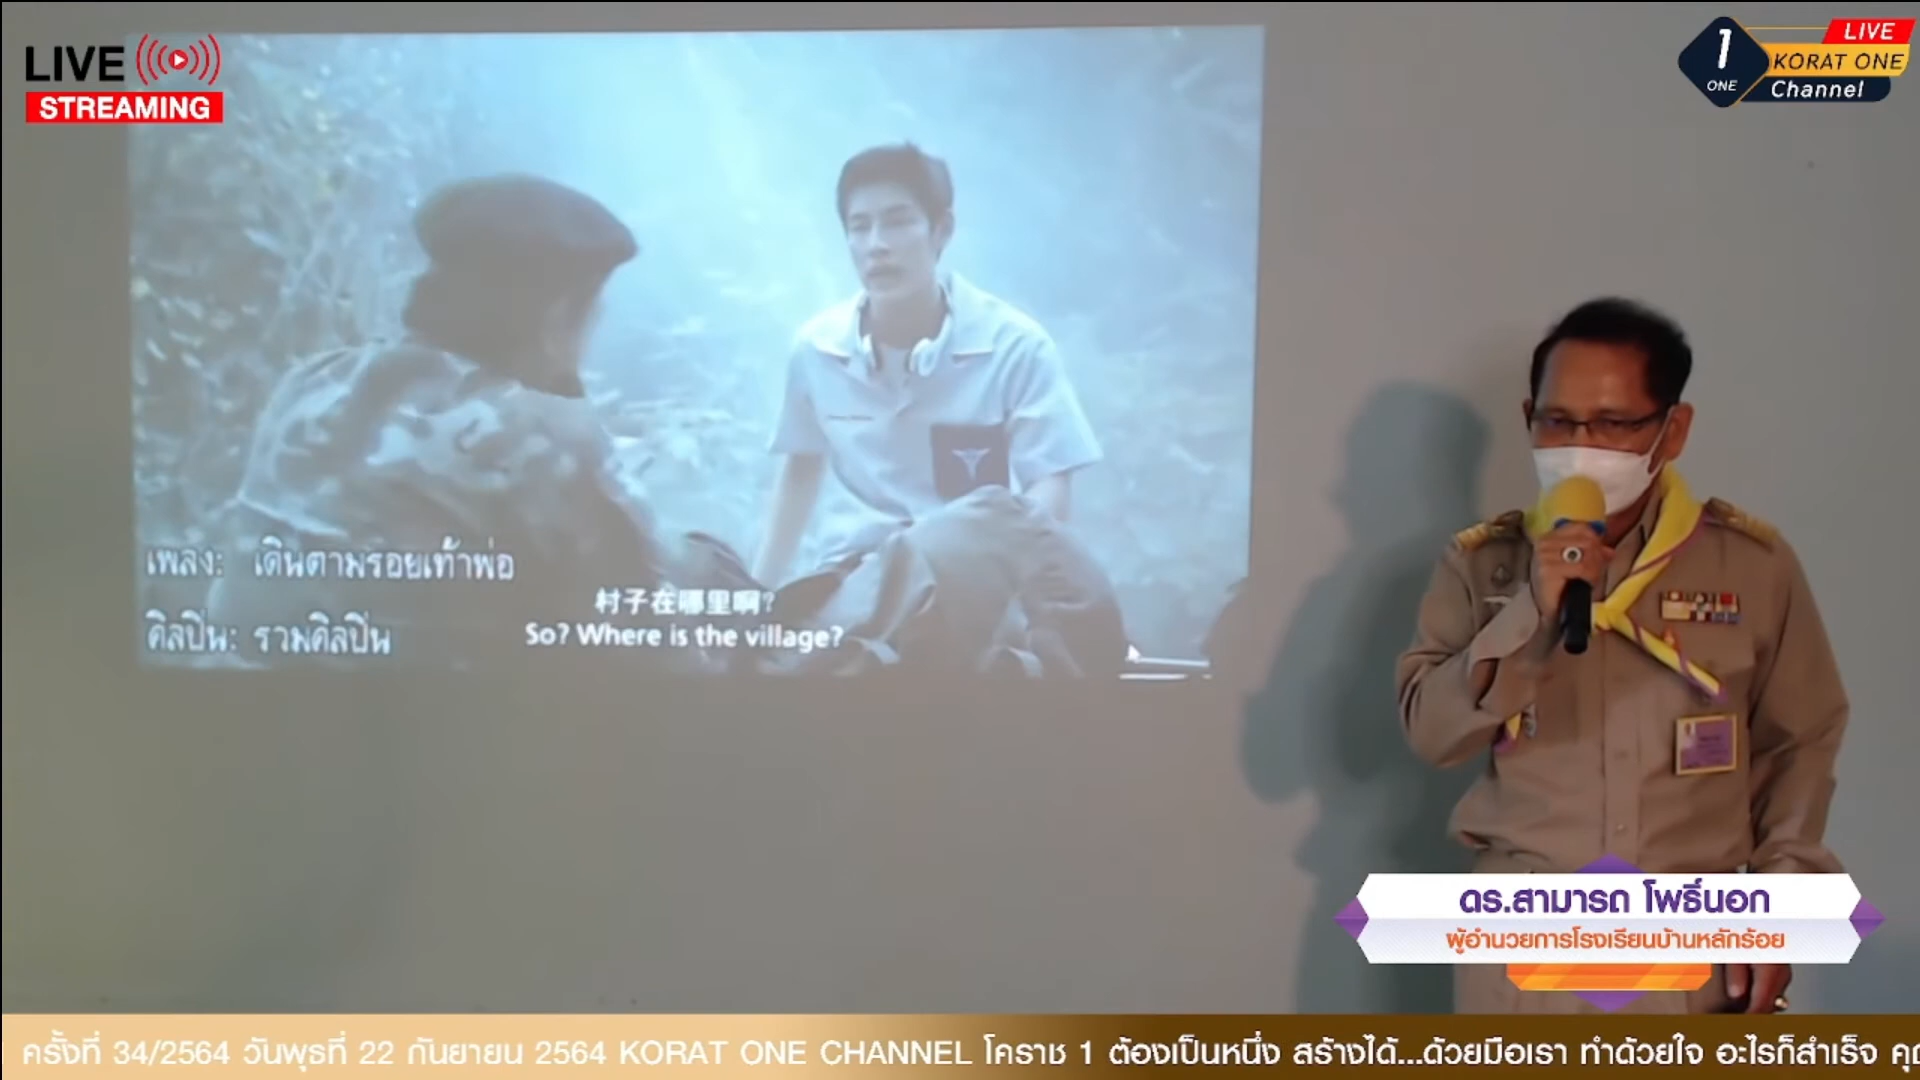 LIVE
STREAMING
1
ONE
LIVE
KORAT ONE
Channel
เพลง: เดินตามรอยเท้าพ่อ
ศิลปิน: รวมศิลปิน
村子在哪里啊?
So? Where is the village?
ดร.สามารถ โพธิ์นอก
ผู้อำนวยการโรงเรียนบ้านหลักร้อย
ครั้งที่ 34/2564 วันพุธที่ 22 กันยายน 2564 KORAT ONE CHANNEL โคราช 1 ต้องเป็นหนึ่ง สร้างได้...ด้วยมือเรา ทำด้วยใจ อะไรก็สำเร็จ